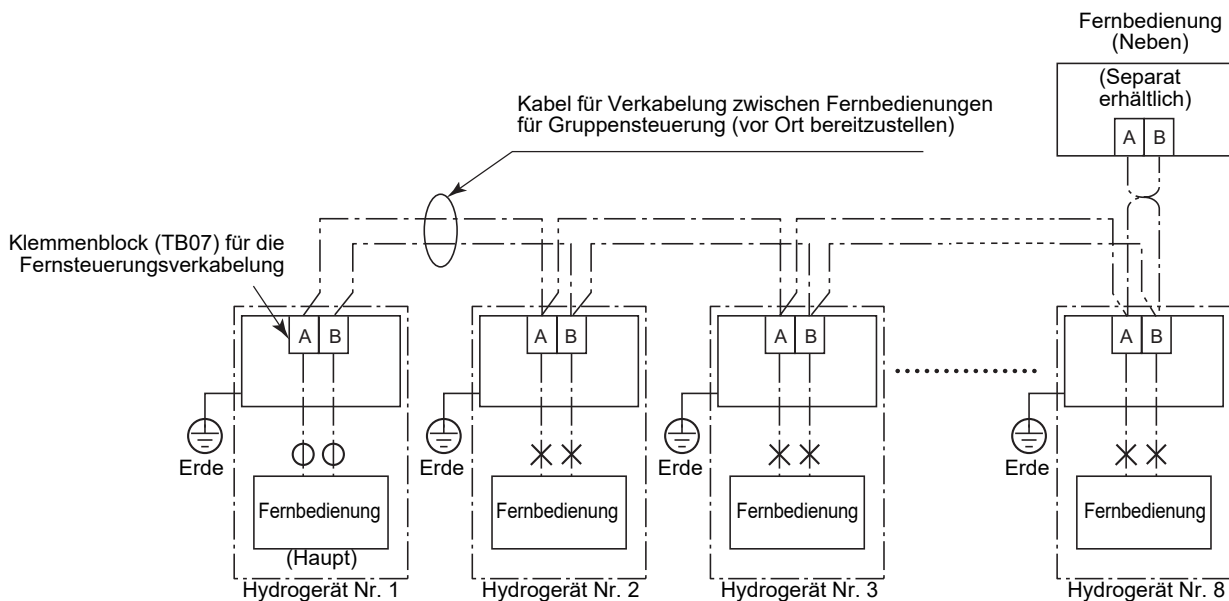 Fernbedienung
(Neben)
(Separat
erhältlich)
A B
Kabel für Verkabelung zwischen Fernbedienungen
für Gruppensteuerung (vor Ort bereitzustellen)
Klemmenblock (TB07) für die
Fernsteuerungsverkabelung
A B
A B
A B
A B
Erde
Erde
Erde
Erde
Fernbedienung
(Haupt)
Fernbedienung
Fernbedienung
Fernbedienung
Hydrogerät Nr. 1
Hydrogerät Nr. 2
Hydrogerät Nr. 3
Hydrogerät Nr. 8